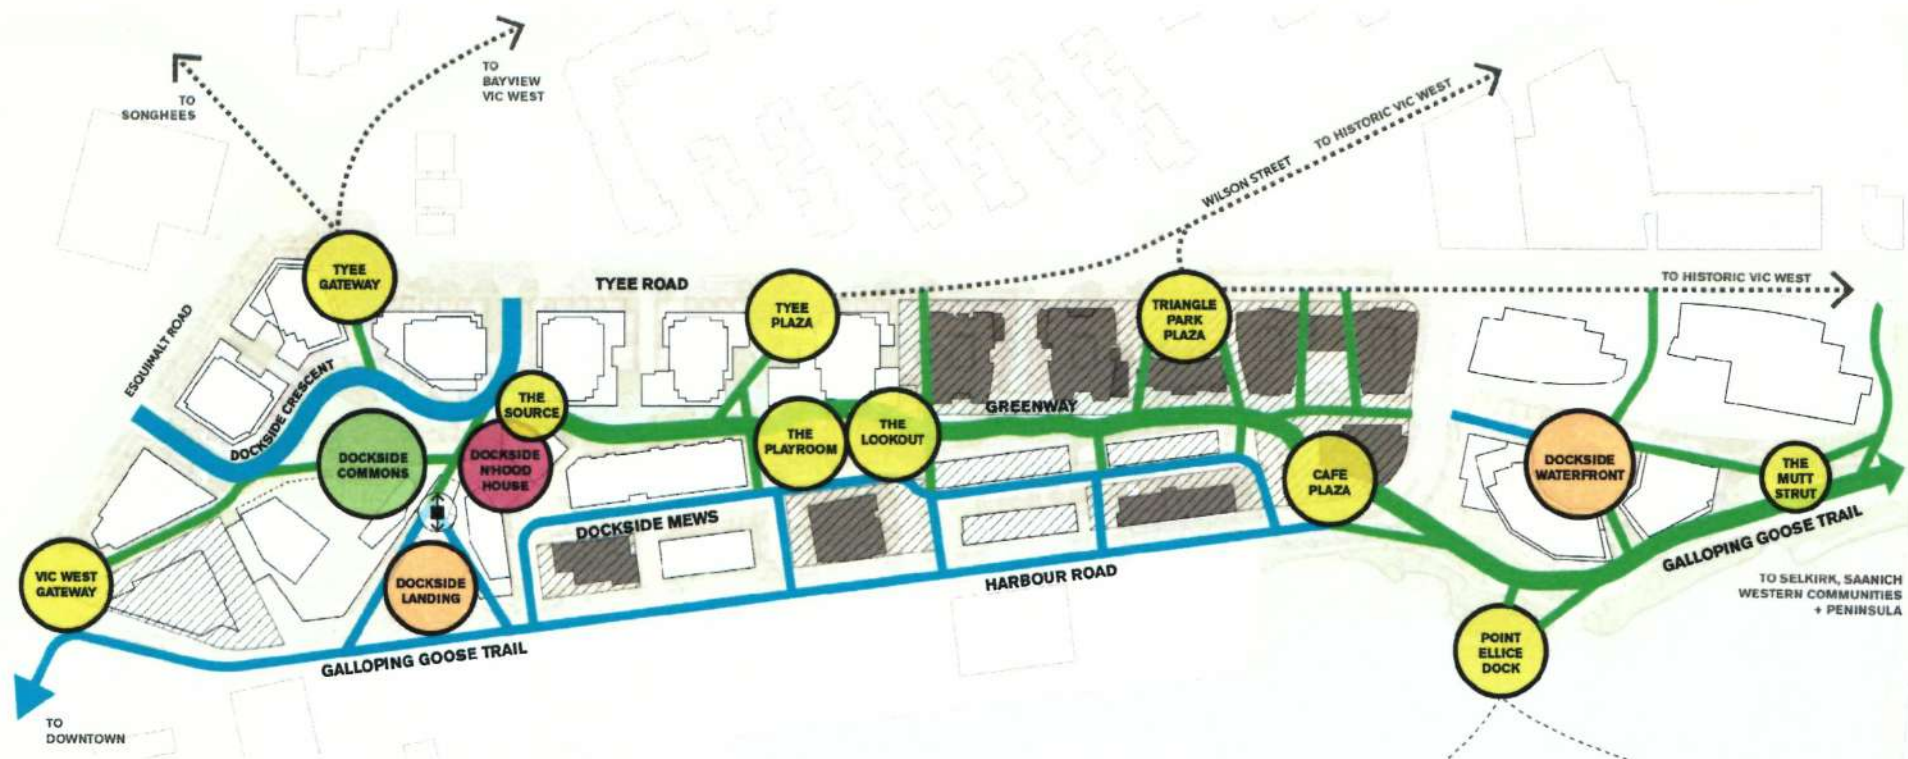 TO
SONGHEES
TO
BAYVIEW
VIC WEST
WILSON STREET
TO HISTORIC VIC WEST
TYEE
GATEWAY
TYEE ROAD
TYEE
PLAZA
TRIANGLE
PARK
PLAZA
TO HISTORIC VIC WEST
ESQUIMALT ROAD
DOCKSIDE CRESCENT
THE
SOURCE
GREENWAY
DOCKSIDE
COMMONS
DOCKSIDE
N'HOOD
HOUSE
THE
PLAYROOM
THE
LOOKOUT
CAFE
PLAZA
DOCKSIDE
WATERFRONT
THE
MUTT
STRUT
DOCKSIDE MEWS
GALLOPING GOOSE TRAIL
VIC WEST
GATEWAY
DOCKSIDE
LANDING
HARBOUR ROAD
TO SELKIRK, SAANICH
WESTERN COMMUNITIES
+ PENINSULA
GALLOPING GOOSE TRAIL
POINT
ELLICE
DOCK
TO
DOWNTOWN